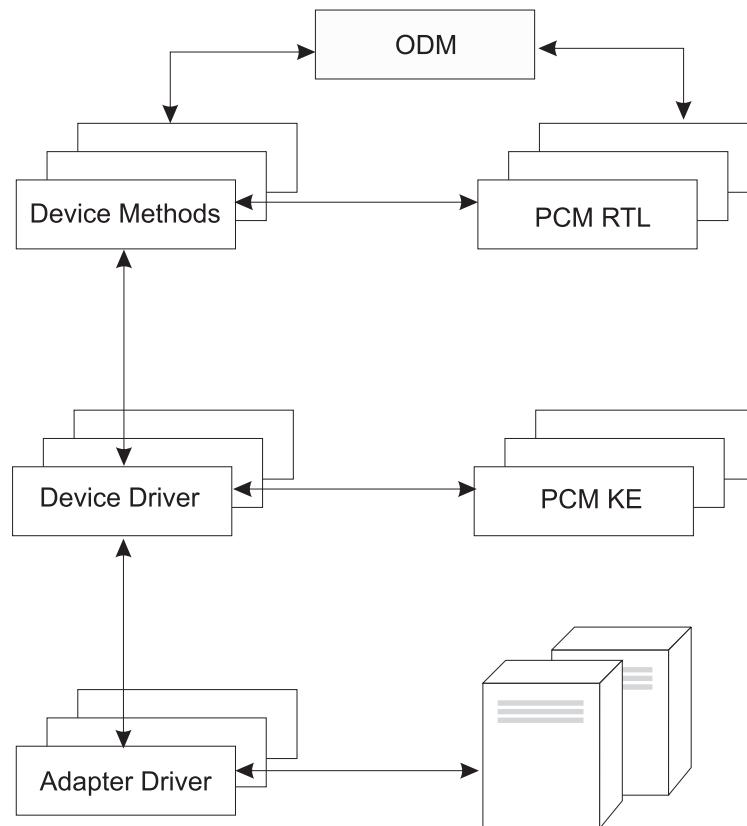 ODM
Device Methods
PCM RTL
Device Driver
PCM KE
Adapter Driver